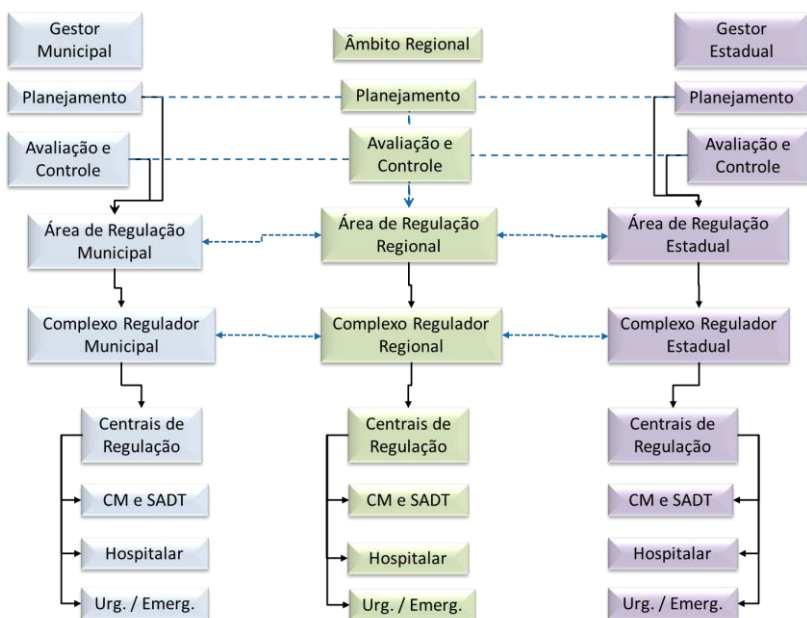 Gestor
Municipal
Âmbito Regional
Gestor
Estadual
Planejamento
Planejamento
Planejamento
Avaliação e
Controle
Avaliação e
Controle
Avaliação e
Controle
Área de Regulação
Municipal
Área de Regulação
Regional
Área de Regulação
Estadual
Complexo Regulador
Municipal
Complexo Regulador
Regional
Complexo Regulador
Estadual
Centrais de
Regulação
Centrais de
Regulação
Centrais de
Regulação
CM e SADT
CM e SADT
CM e SADT
Hospitalar
Hospitalar
Hospitalar
Urg. / Emerg.
Urg. / Emerg.
Urg. / Emerg.